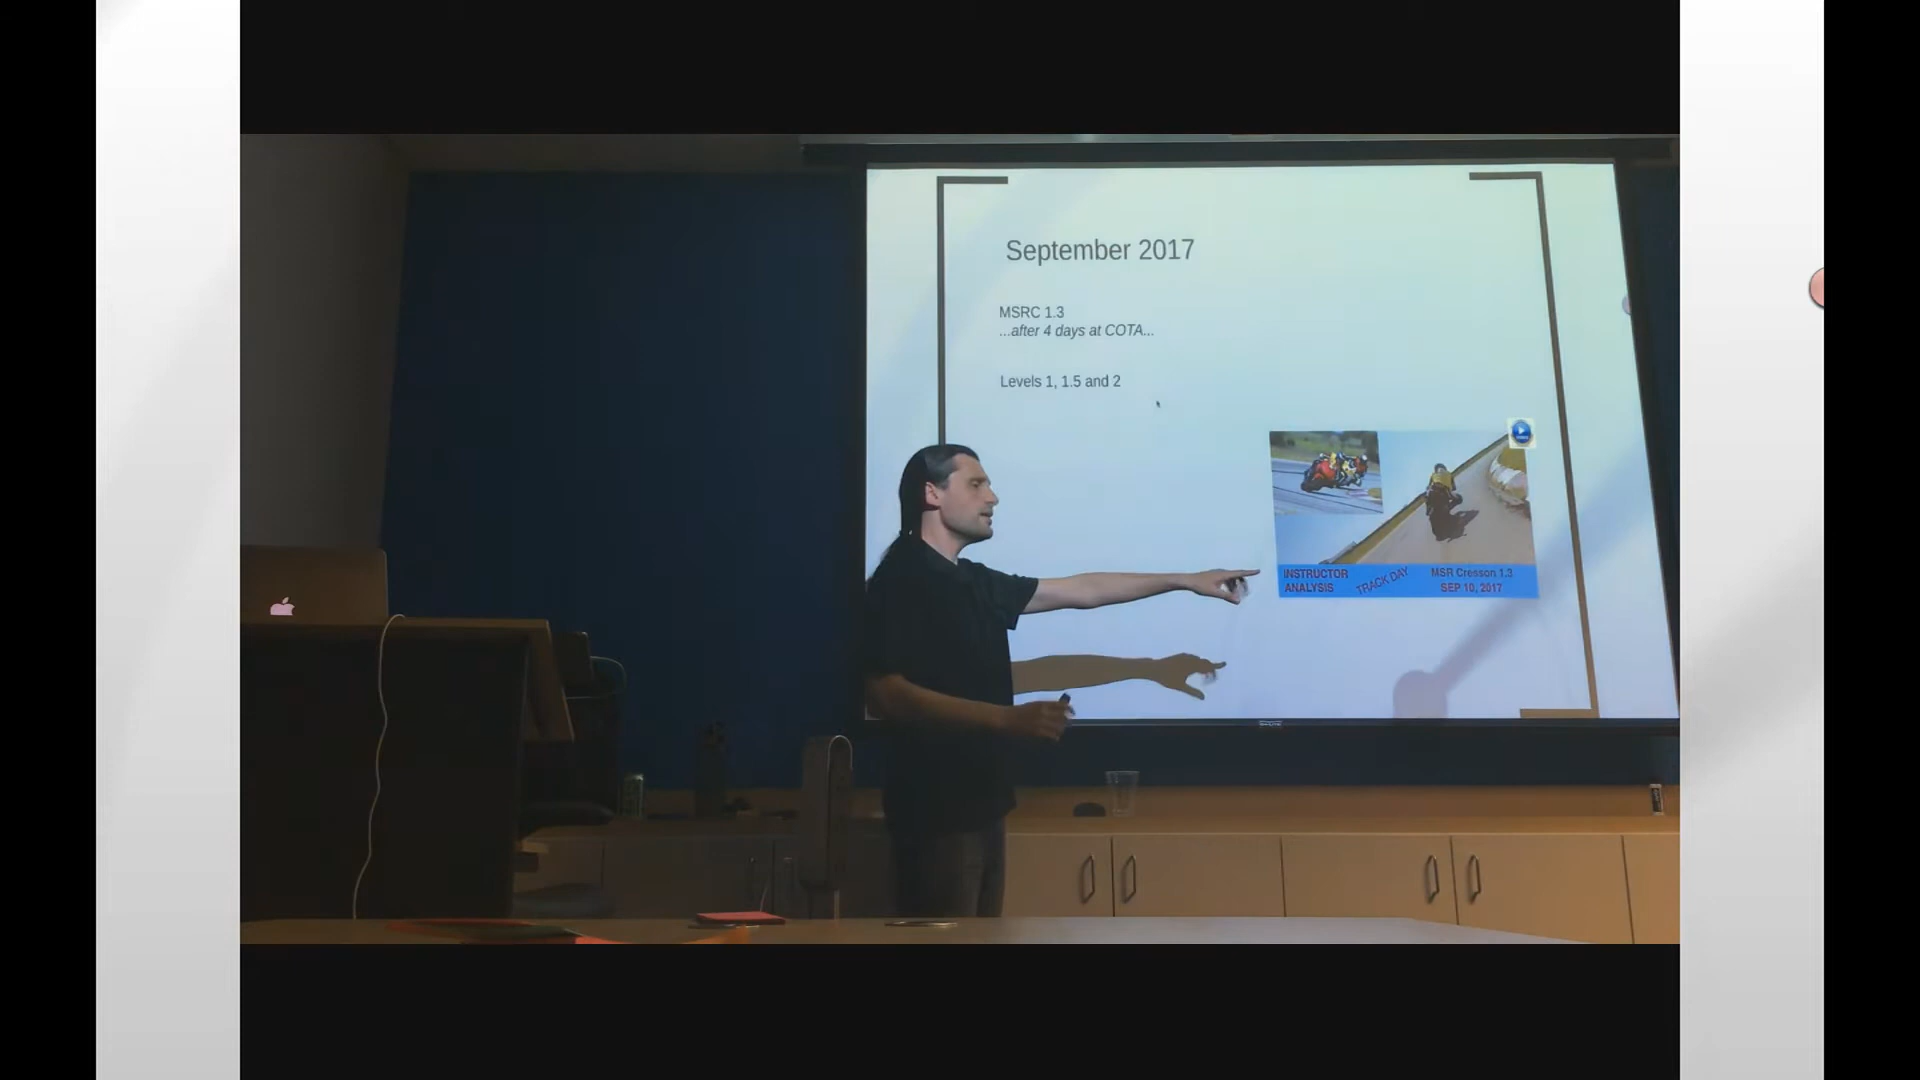 September 2017
MSRC 1.3
...after 4 days at COTA...
Levels 1, 1.5 and 2
INSTRUCTOR
ANALYSIS
TRACK DAY
MSR Cresson 1.3
SEP 10, 2017